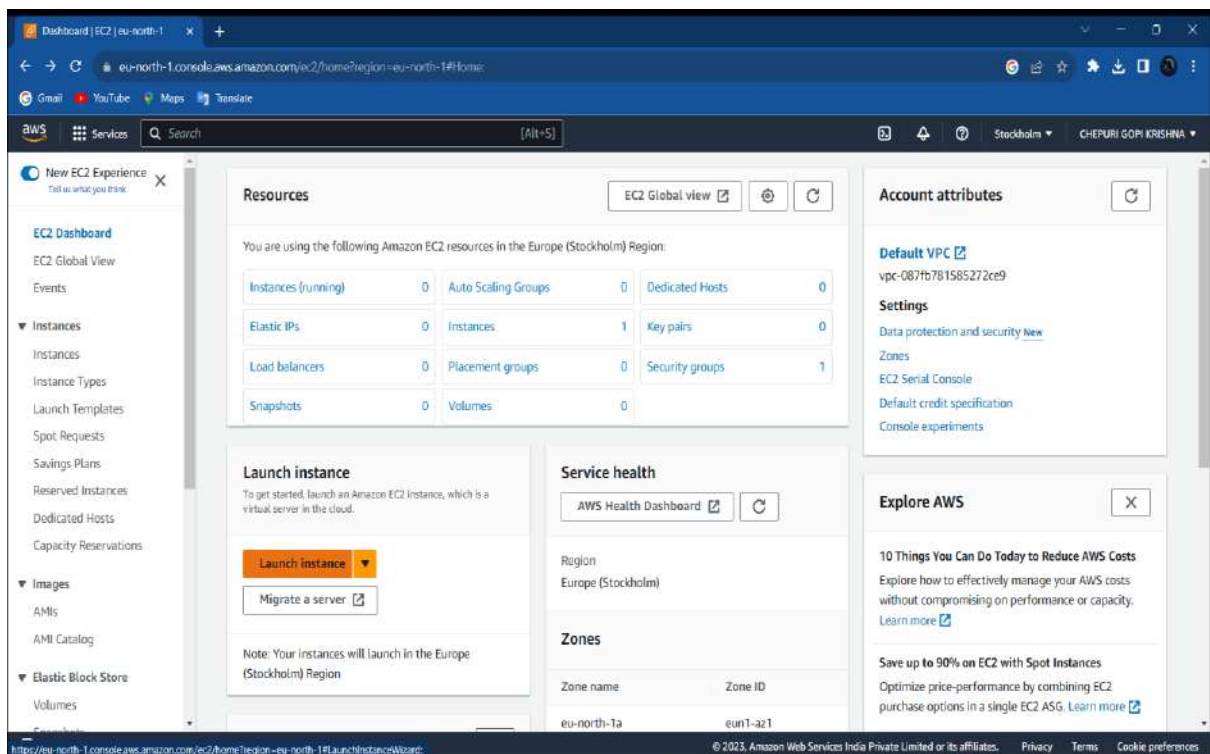 Dashboard | EC2 | eu-north-1
eu-north-1.console.aws.amazon.com/ec2/home?region=eu-north-1#Home:
Gmail YouTube Maps Translate
aws Services Search [Alt+S] Stockholm CHEPURI GOPI KRISHNA
New EC2 Experience
Tell us what you think
EC2 Dashboard
EC2 Global View
Events
Instances
Instances
Instance Types
Launch Templates
Spot Requests
Savings Plans
Reserved Instances
Dedicated Hosts
Capacity Reservations
Images
AMIs
AMI Catalog
Elastic Block Store
Volumes
Snapshots
Resources
EC2 Global view
You are using the following Amazon EC2 resources in the Europe (Stockholm) Region:
Instances (running) 0 Auto Scaling Groups 0 Dedicated Hosts 0
Elastic IPs 0 Instances 1 Key pairs 0
Load balancers 0 Placement groups 0 Security groups 1
Snapshots 0 Volumes 0
Launch instance
To get started, launch an Amazon EC2 instance, which is a
virtual server in the cloud.
Launch instance
Migrate a server
Note: Your instances will launch in the Europe
(Stockholm) Region
Service health
AWS Health Dashboard
Region
Europe (Stockholm)
Zones
Zone name Zone ID
eu-north-1a eun1-az1
Account attributes
Default VPC
vpc-087fb781585272ce9
Settings
Data protection and security New
Zones
EC2 Serial Console
Default credit specification
Console experiments
Explore AWS
10 Things You Can Do Today to Reduce AWS Costs
Explore how to effectively manage your AWS costs
without compromising on performance or capacity.
Learn more
Save up to 90% on EC2 with Spot Instances
Optimize price-performance by combining EC2
purchase options in a single EC2 ASG. Learn more
https://eu-north-1.console.aws.amazon.com/ec2/home?region=eu-north-1#LaunchInstanceWizard:
© 2023, Amazon Web Services India Private Limited or its affiliates. Privacy Terms Cookie preferences